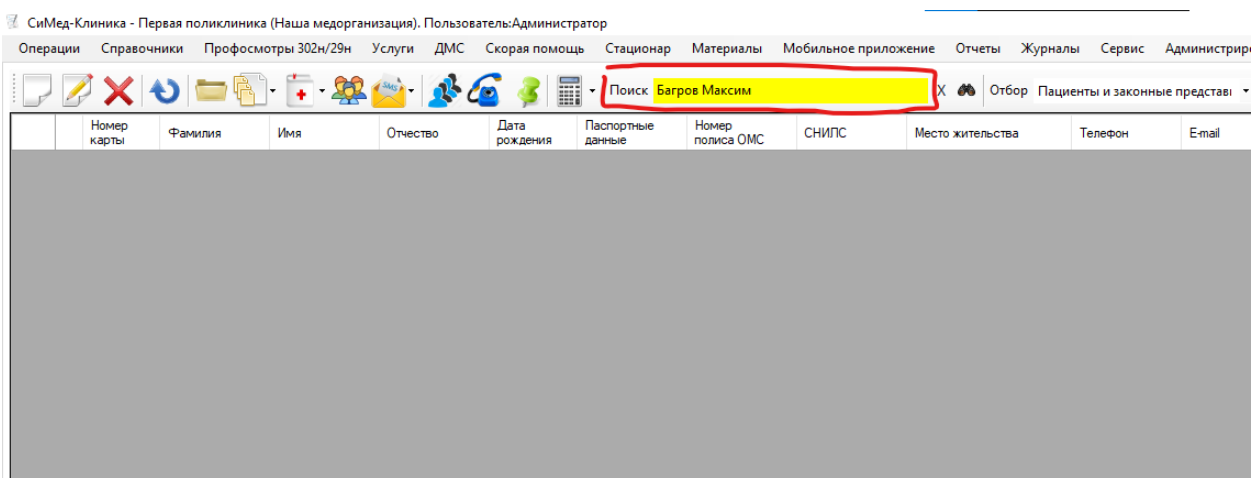 СиМед-Клиника - Первая поликлиника (Наша медорганизация). Пользователь:Администратор
Операции Справочники Профосмотры 302н/29н Услуги ДМС Скорая помощь Стационар Материалы Мобильное приложение Отчеты Журналы Сервис Администрир
SMS Поиск Багров Максим X Отбор Пациенты и законные представи
Номер карты Фамилия Имя Отчество Дата рождения Паспортные данные Номер полиса ОМС СНИЛС Место жительства Телефон E-mail